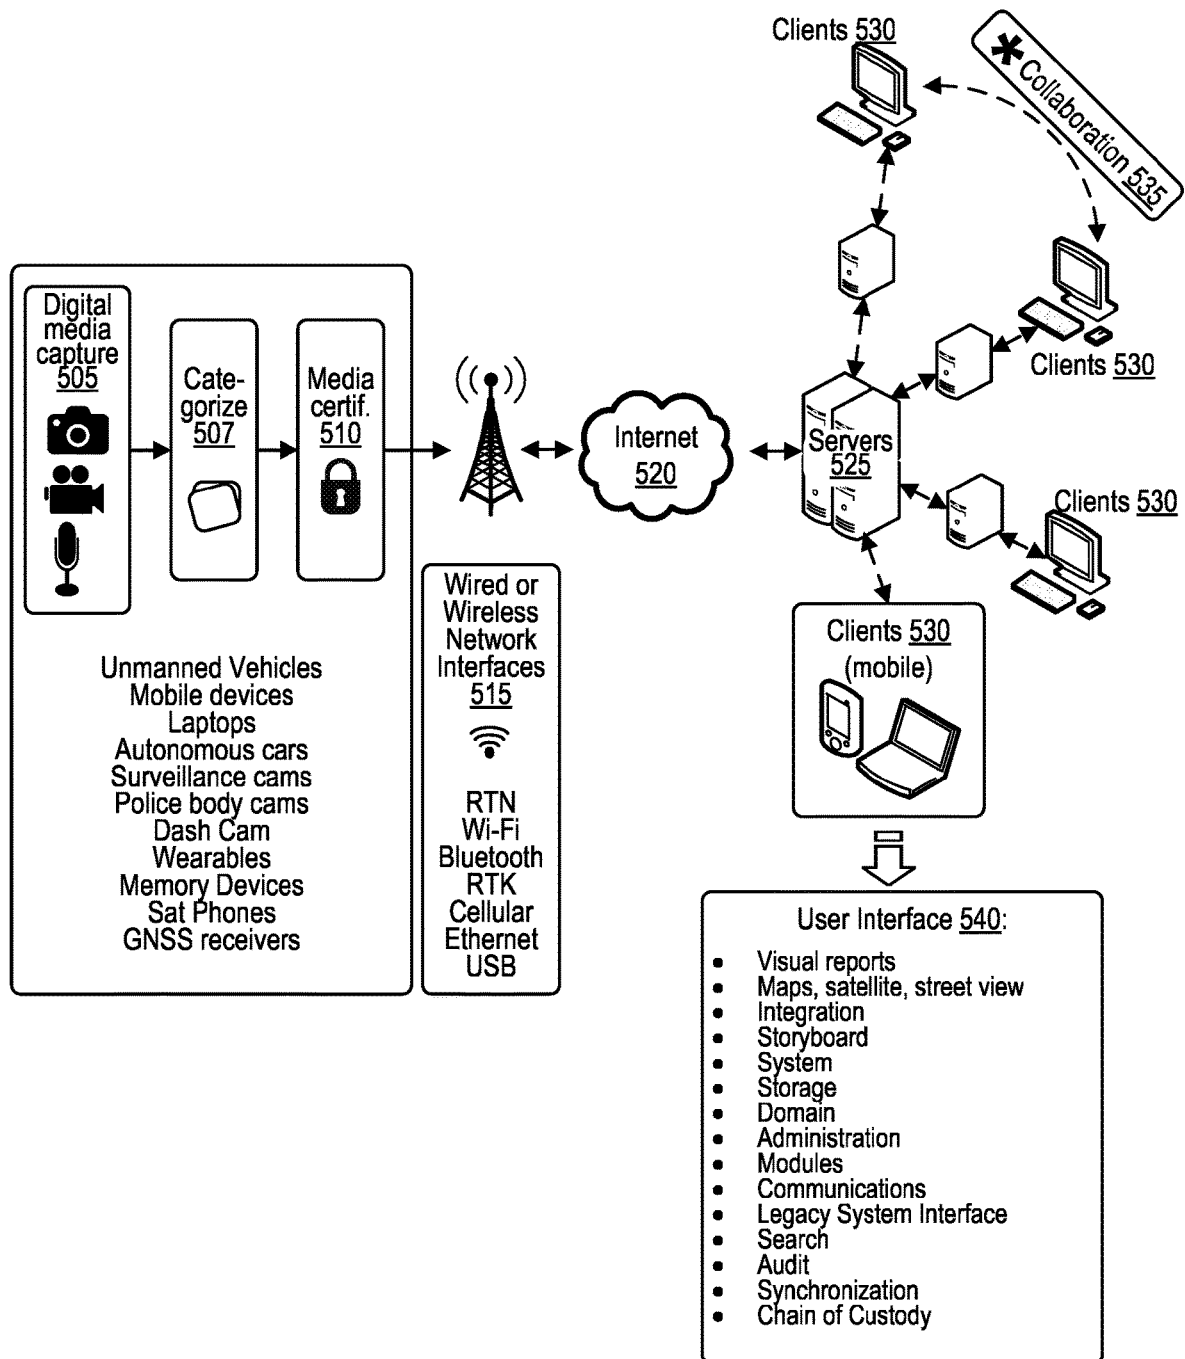 Clients 530
* Collaboration 535
Clients 530
Clients 530
Digital
media
capture
505
Cate-
gorize
507
Media
certif.
510
Internet
520
Servers
525
Wired or
Wireless
Network
Interfaces
515
RTN
Wi-Fi
Bluetooth
RTK
Cellular
Ethernet
USB
Unmanned Vehicles
Mobile devices
Laptops
Autonomous cars
Surveillance cams
Police body cams
Dash Cam
Wearables
Memory Devices
Sat Phones
GNSS receivers
Clients 530
(mobile)
User Interface 540:
• Visual reports
• Maps, satellite, street view
• Integration
• Storyboard
• System
• Storage
• Domain
• Administration
• Modules
• Communications
• Legacy System Interface
• Search
• Audit
• Synchronization
• Chain of Custody